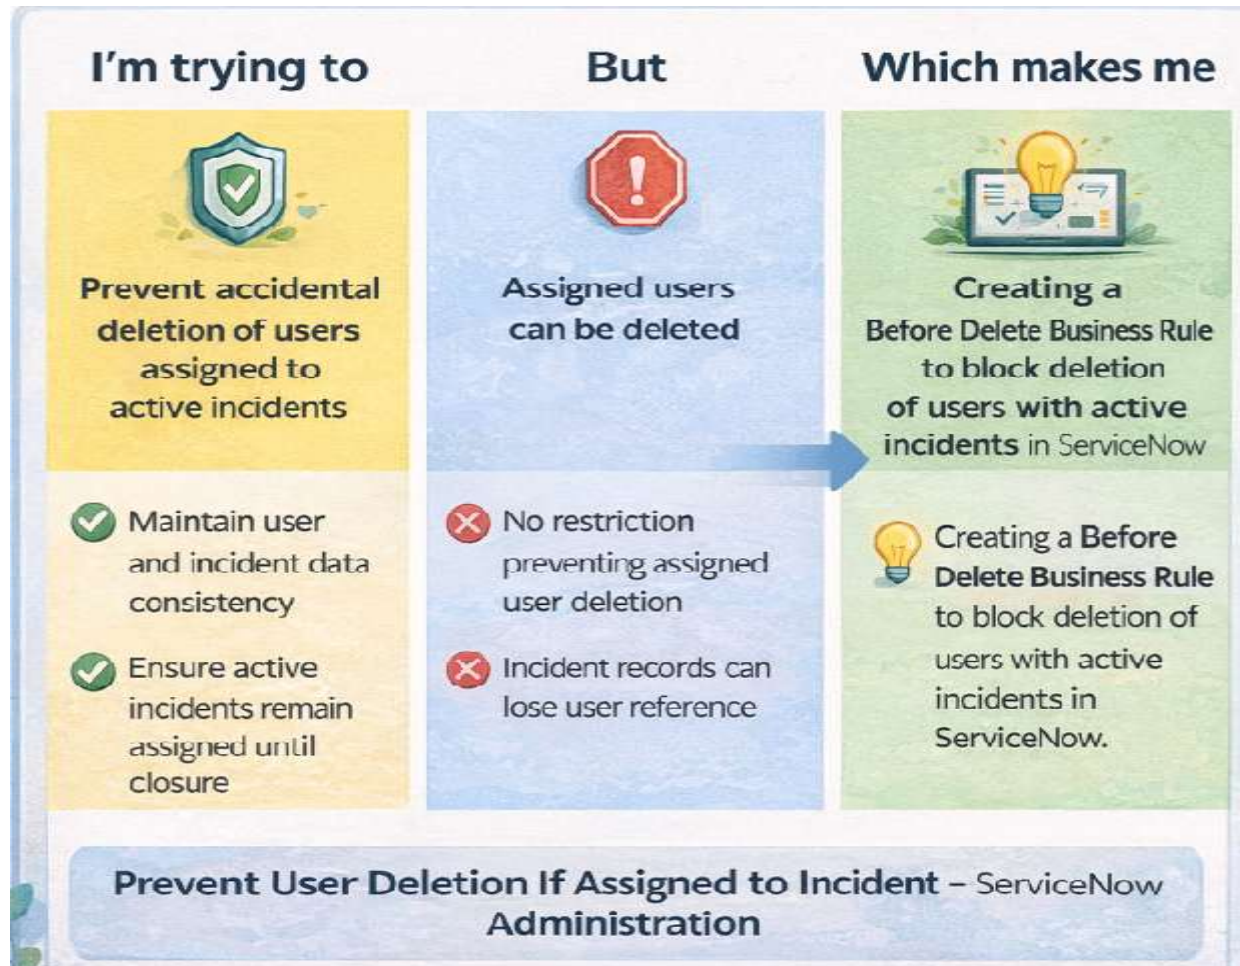 I'm trying to
But
Which makes me
Prevent accidental
deletion of users
assigned to
active incidents
Assigned users
can be deleted
Creating a
Before Delete Business Rule
to block deletion
of users with active
incidents in ServiceNow
Maintain user
and incident data
consistency
Ensure active
incidents remain
assigned until
closure
No restriction
preventing assigned
user deletion
Incident records can
lose user reference
Creating a Before
Delete Business Rule
to block deletion of
users with active
incidents in
ServiceNow.
Prevent User Deletion If Assigned to Incident – ServiceNow
Administration